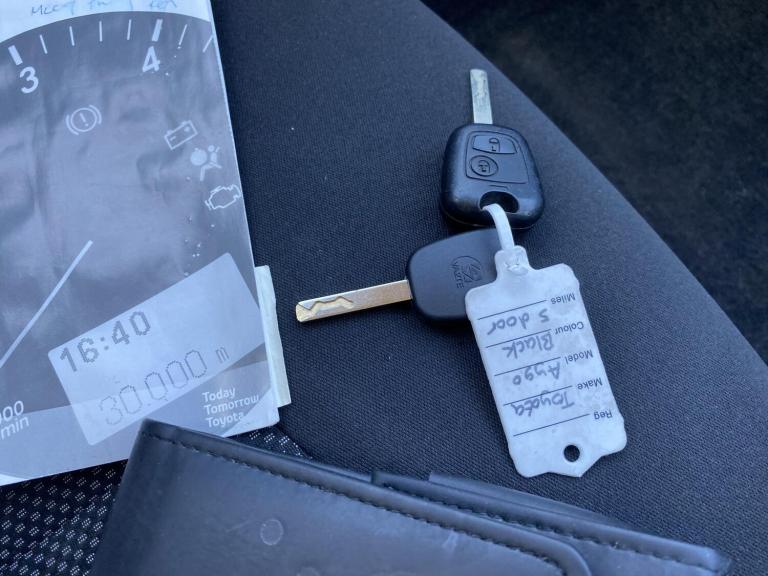 3
4
16:40
30,000 m
min
Today
Tomorrow
Toyota
Reg
Make Toyota
Model Aygo
Colour Black
Miles 5 door